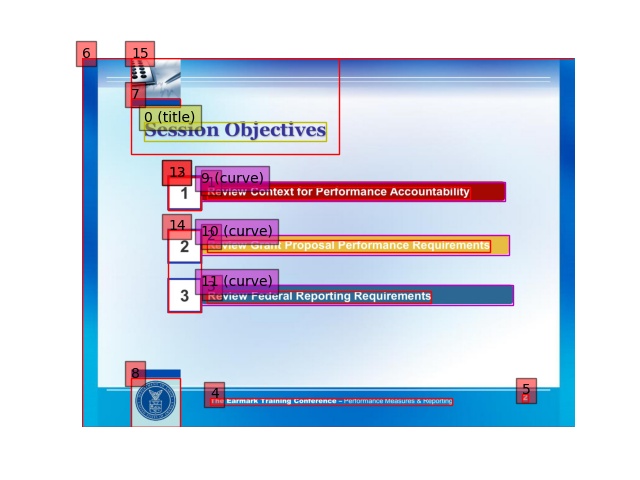 6
15
7
0 (title)
Session Objectives
13
9 (curve)
1
Review Context for Performance Accountability
14
10 (curve)
2
Review Grant Proposal Performance Requirements
11 (curve)
3
Review Federal Reporting Requirements
8
4
5
The Earmark Training Conference – Performance Measures & Reporting